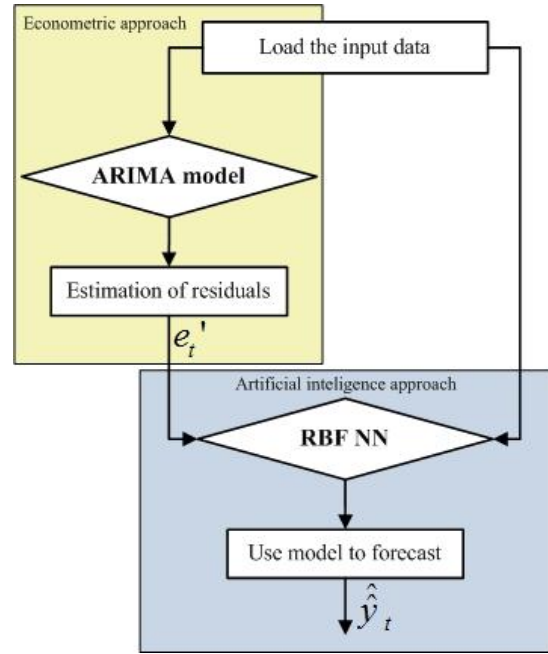 Econometric approach
Load the input data
ARIMA model
Estimation of residuals
e_t'
Artificial inteligence approach
RBF NN
Use model to forecast
ŷ̂_t